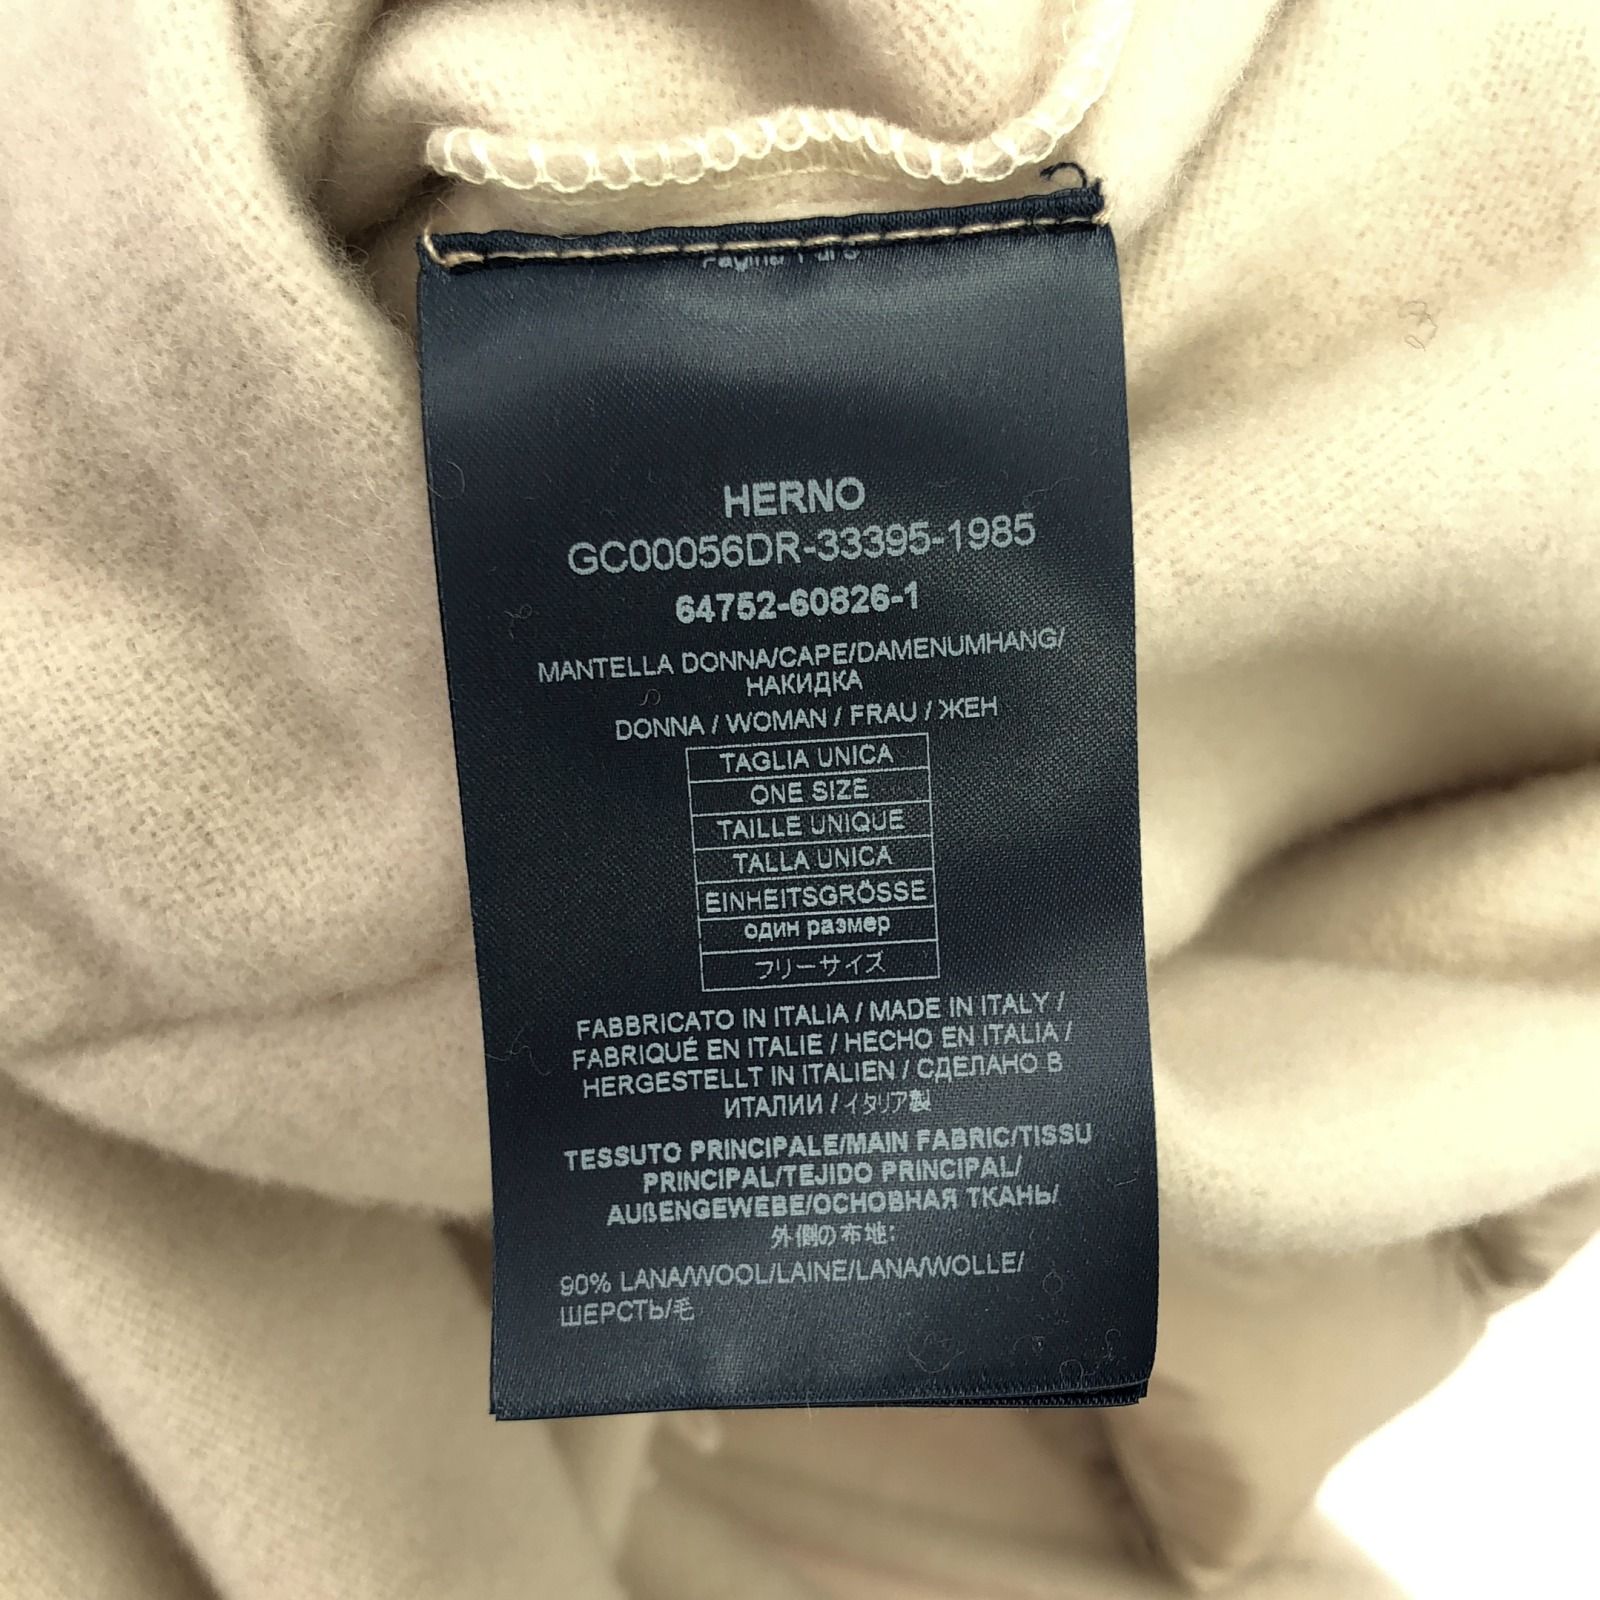 HERNO
GC00056DR-33395-1985
64752-60826-1
MANTELLA DONNA/CAPE/DAMENUMHANG/
НАКИДКА
DONNA / WOMAN / FRAU / ЖЕН
TAGLIA UNICA
ONE SIZE
TAILLE UNIQUE
TALLA UNICA
EINHEITSGRÖSSE
один размер
フリーサイズ
FABBRICATO IN ITALIA / MADE IN ITALY /
FABRIQUÉ EN ITALIE / HECHO EN ITALIA /
HERGESTELLT IN ITALIEN / СДЕЛАНО В
ИТАЛИИ / イタリア製
TESSUTO PRINCIPALE/MAIN FABRIC/TISSU
PRINCIPAL/TEJIDO PRINCIPAL/
AUßENGEWEBE/ОСНОВНАЯ ТКАНЬ/
外側の布地:
90% LANA/WOOL/LAINE/LANA/WOLLE/
ШЕРСТЬ/毛